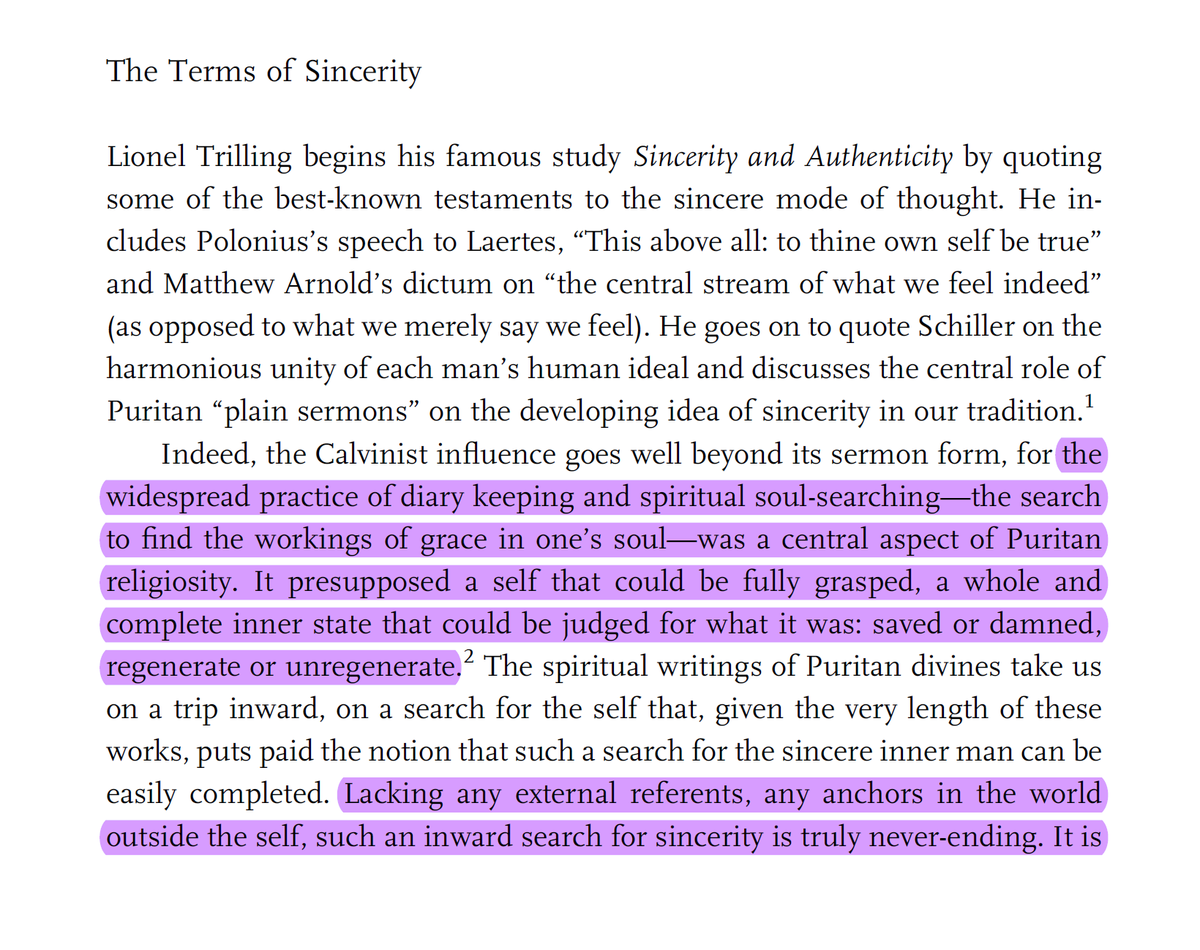 The Terms of Sincerity
Lionel Trilling begins his famous study Sincerity and Authenticity by quoting
some of the best-known testaments to the sincere mode of thought. He in-
cludes Polonius’s speech to Laertes, “This above all: to thine own self be true”
and Matthew Arnold’s dictum on “the central stream of what we feel indeed”
(as opposed to what we merely say we feel). He goes on to quote Schiller on the
harmonious unity of each man’s human ideal and discusses the central role of
Puritan “plain sermons” on the developing idea of sincerity in our tradition.1
Indeed, the Calvinist influence goes well beyond its sermon form, for the
widespread practice of diary keeping and spiritual soul-searching—the search
to find the workings of grace in one’s soul—was a central aspect of Puritan
religiosity. It presupposed a self that could be fully grasped, a whole and
complete inner state that could be judged for what it was: saved or damned,
regenerate or unregenerate.2 The spiritual writings of Puritan divines take us
on a trip inward, on a search for the self that, given the very length of these
works, puts paid the notion that such a search for the sincere inner man can be
easily completed. Lacking any external referents, any anchors in the world
outside the self, such an inward search for sincerity is truly never-ending. It is